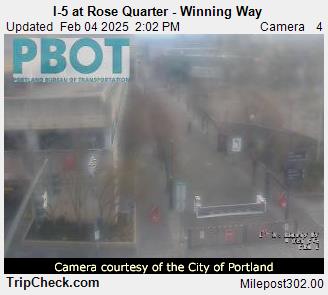 I-5 at Rose Quarter - Winning Way
Updated Feb 04 2025 2:02 PM Camera 4
PBOT
PORTLAND BUREAU OF TRANSPORTATION
Camera courtesy of the City of Portland
TripCheck.com Milepost302.00